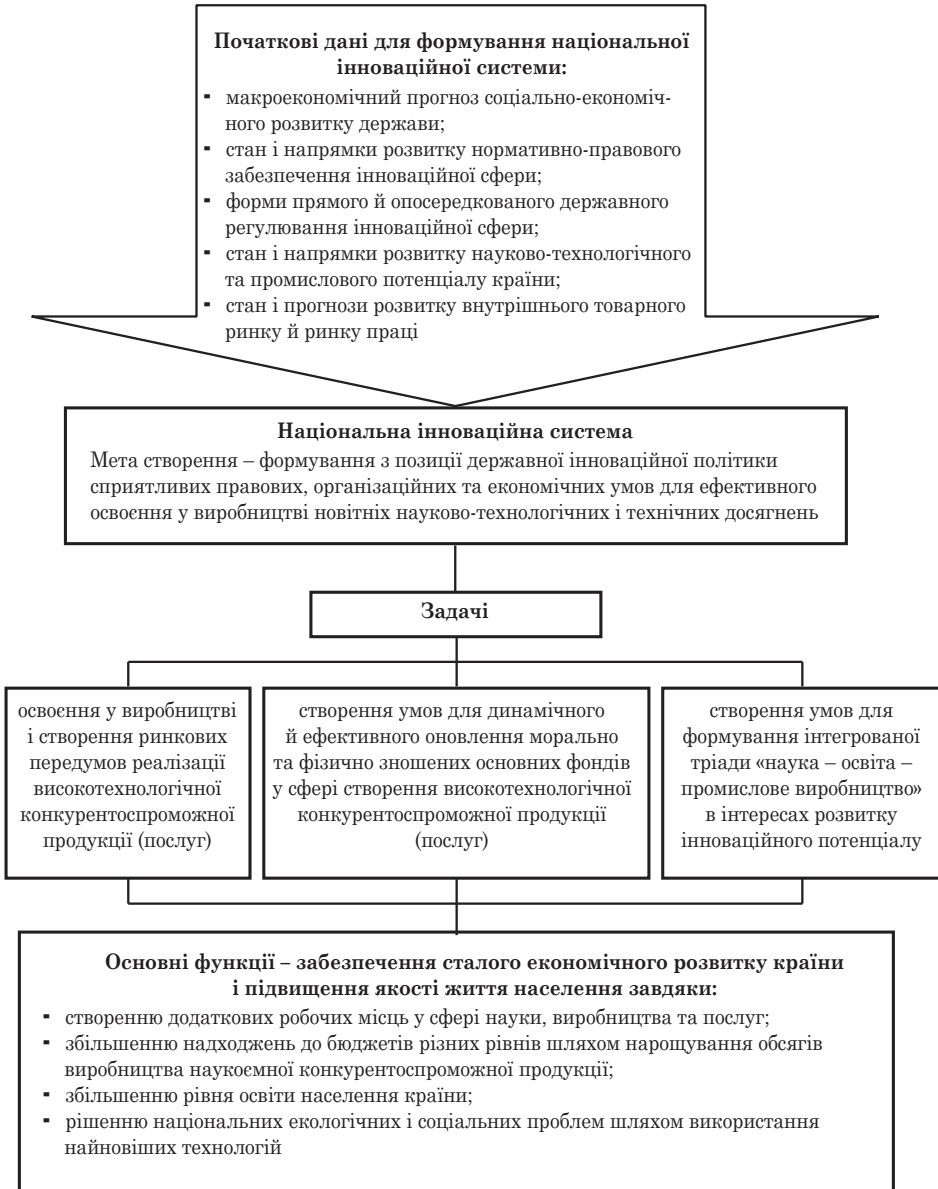 Початкові дані для формування національної
інноваційної системи:
- макроекономічний прогноз соціально-економіч-
ного розвитку держави;
- стан і напрямки розвитку нормативно-правового
забезпечення інноваційної сфери;
- форми прямого й опосередкованого державного
регулювання інноваційної сфери;
- стан і напрямки розвитку науково-технологічного
та промислового потенціалу країни;
- стан і прогнози розвитку внутрішнього товарного
ринку й ринку праці
Національна інноваційна система
Мета створення – формування з позиції державної інноваційної політики
сприятливих правових, організаційних та економічних умов для ефективного
освоєння у виробництві новітніх науково-технологічних і технічних досягнень
Задачі
освоєння у виробництві
і створення ринкових
передумов реалізації
високотехнологічної
конкурентоспроможної
продукції (послуг)
створення умов для динамічного
й ефективного оновлення морально
та фізично зношених основних фондів
у сфері створення високотехнологічної
конкурентоспроможної продукції
(послуг)
створення умов для
формування інтегрованої
тріади «наука – освіта –
промислове виробництво»
в інтересах розвитку
інноваційного потенціалу
Основні функції – забезпечення сталого економічного розвитку країни
і підвищення якості життя населення завдяки:
- створенню додаткових робочих місць у сфері науки, виробництва та послуг;
- збільшенню надходжень до бюджетів різних рівнів шляхом нарощування обсягів
виробництва наукоємної конкурентоспроможної продукції;
- збільшенню рівня освіти населення країни;
- рішенню національних екологічних і соціальних проблем шляхом використання
найновіших технологій